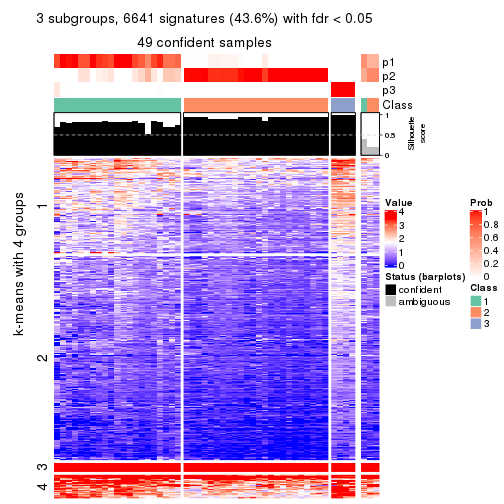 3 subgroups, 6641 signatures (43.6%) with fdr < 0.05
49 confident samples
p1
p2
p3
Class
1
0.5
0
Silhouette
score
k-means with 4 groups
1
2
3
4
Value
4
3
2
1
0
Status (barplots)
confident
ambiguous
Prob
1
0.8
0.6
0.4
0.2
0
Class
1
2
3